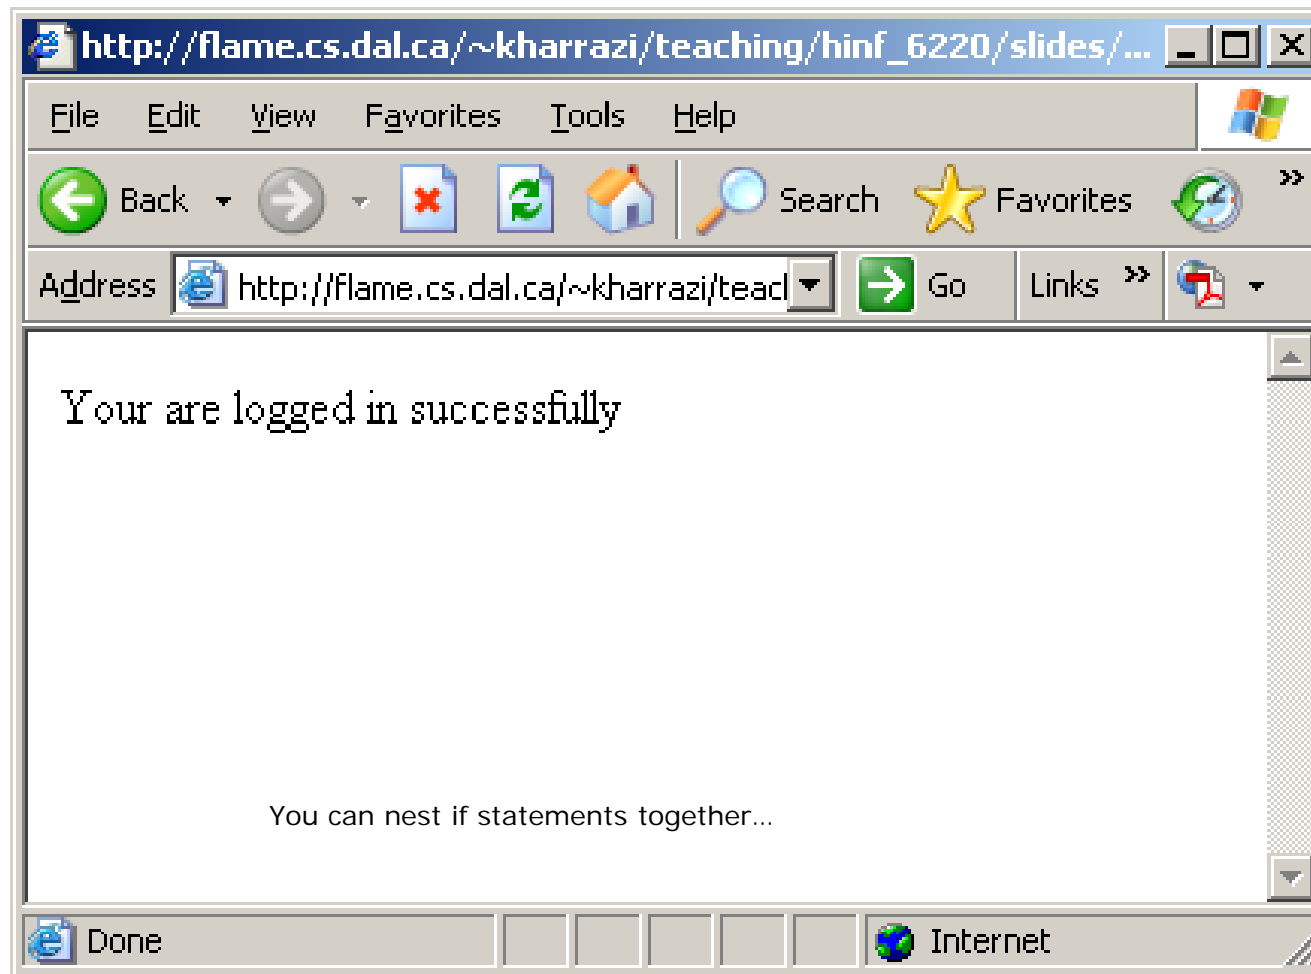 http://flame.cs.dal.ca/~kharrazi/teaching/hinf_6220/slides/...
File Edit View Favorites Tools Help
Back Search Favorites »
Address http://flame.cs.dal.ca/~kharrazi/teacl Go Links »
Your are logged in successfully
You can nest if statements together...
Done Internet